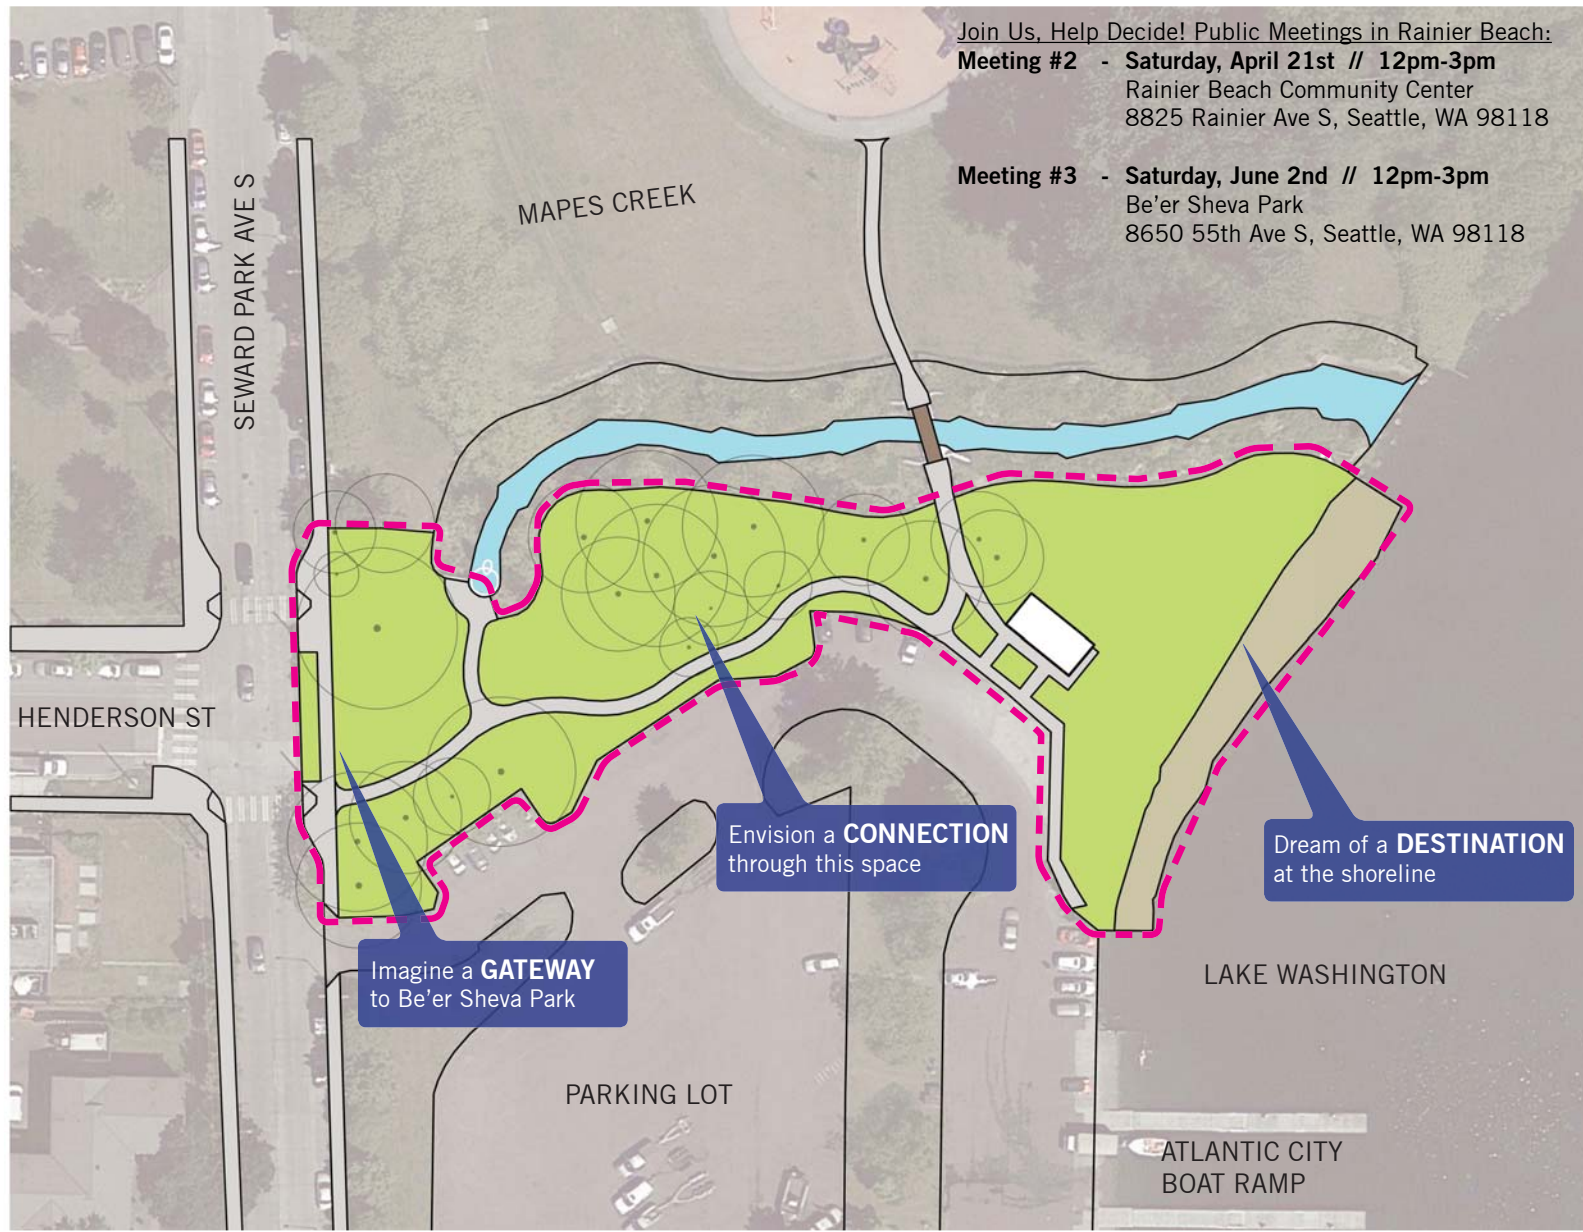 Join Us, Help Decide! Public Meetings in Rainier Beach:
Meeting #2 - Saturday, April 21st // 12pm-3pm
Rainier Beach Community Center
8825 Rainier Ave S, Seattle, WA 98118
Meeting #3 - Saturday, June 2nd // 12pm-3pm
Be’er Sheva Park
8650 55th Ave S, Seattle, WA 98118
MAPES CREEK
SEWARD PARK AVE S
HENDERSON ST
Envision a CONNECTION
through this space
Dream of a DESTINATION
at the shoreline
Imagine a GATEWAY
to Be’er Sheva Park
LAKE WASHINGTON
PARKING LOT
ATLANTIC CITY
BOAT RAMP